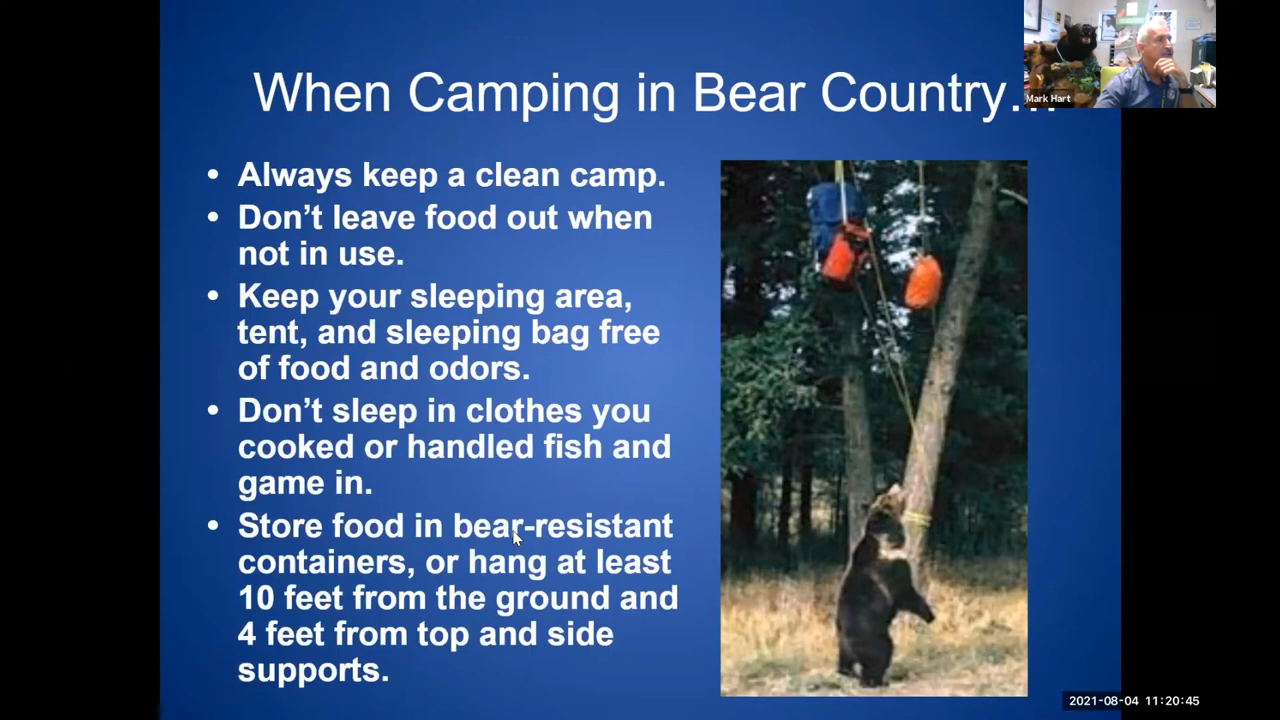 When Camping in Bear Country…
Mark Hart
• Always keep a clean camp.
• Don’t leave food out when
not in use.
• Keep your sleeping area,
tent, and sleeping bag free
of food and odors.
• Don’t sleep in clothes you
cooked or handled fish and
game in.
• Store food in bear-resistant
containers, or hang at least
10 feet from the ground and
4 feet from top and side
supports.
2021-08-04 11:20:45